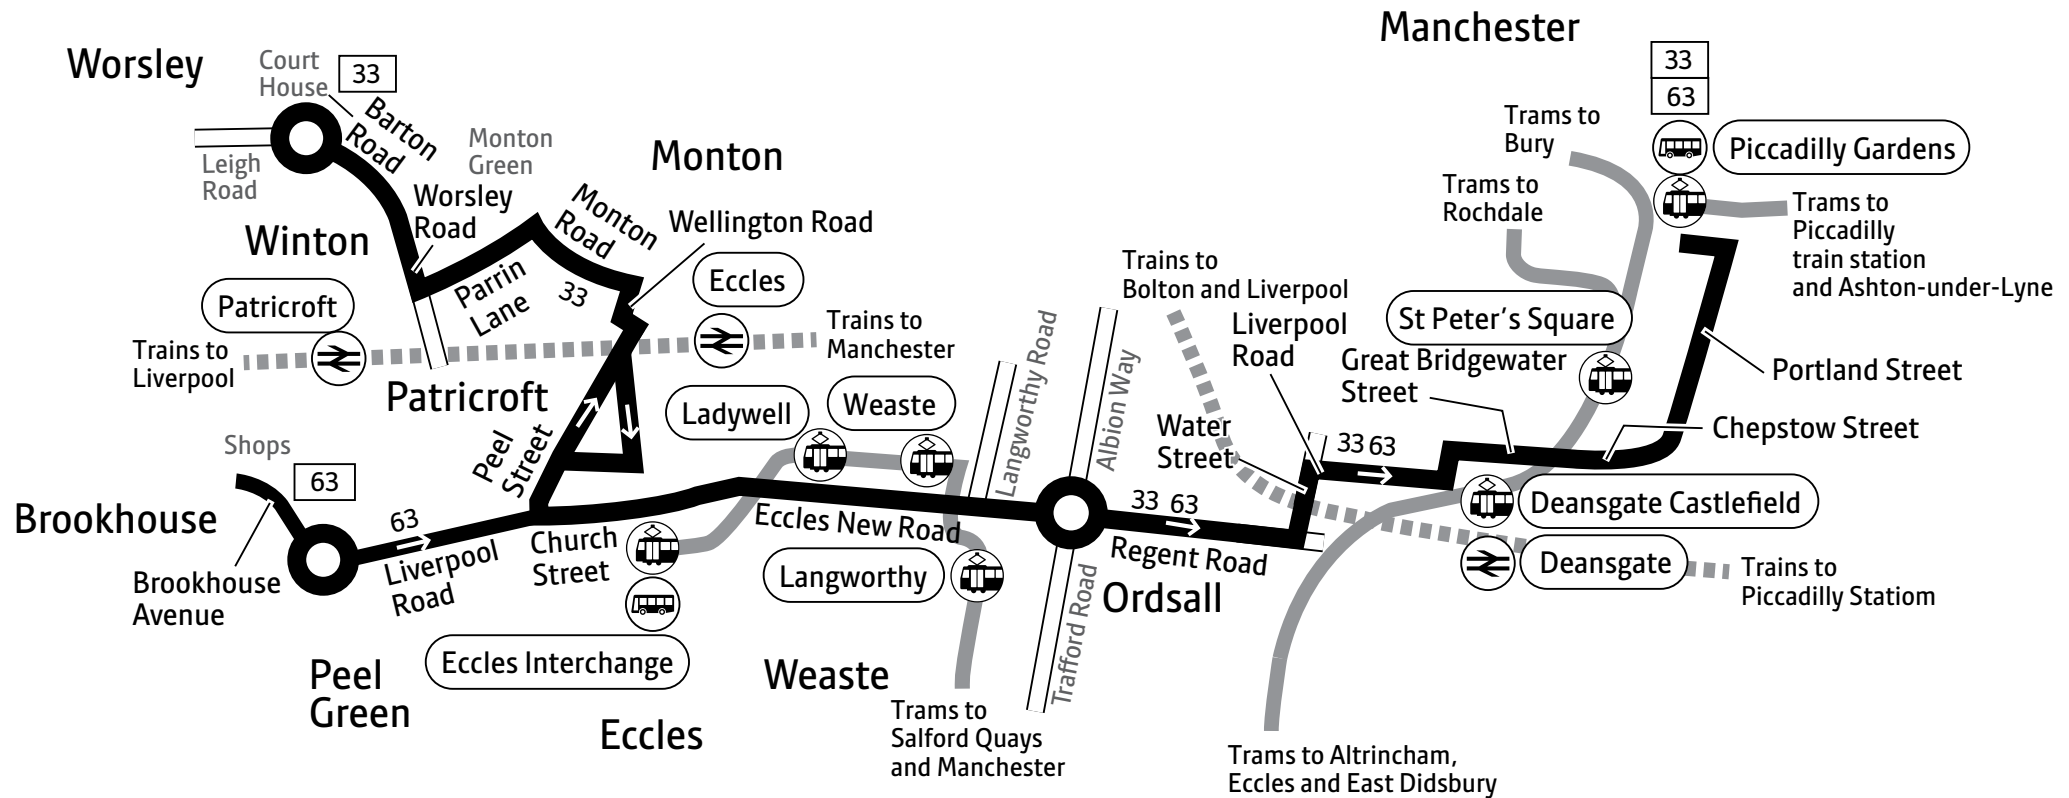 Manchester
33
63
Piccadilly Gardens
Worsley
Court
House
33
Barton
Road
Leigh
Road
Monton
Green
Monton
Worsley
Road
Monton
Road
Wellington Road
Winton
Parrin
Lane
33
Eccles
Patricroft
Trains to
Liverpool
Trains to
Manchester
Patricroft
Peel
Street
Ladywell
Weaste
Langworthy Road
Albion Way
Trams to
Bury
Trams to
Rochdale
Trams to
Piccadilly
train station
and Ashton-under-Lyne
Trains to
Bolton and Liverpool
Liverpool
Road
St Peter's Square
Great Bridgewater
Street
Portland Street
Chepstow Street
Water
Street
33 63
Shops
63
Brookhouse
Brookhouse
Avenue
63
Liverpool
Road
Church
Street
Eccles New Road
Langworthy
33 63
Regent Road
Ordsall
Trafford Road
Deansgate Castlefield
Deansgate
Trains to
Piccadilly Statiom
Peel
Green
Eccles Interchange
Eccles
Weaste
Trams to
Salford Quays
and Manchester
Trams to Altrincham,
Eccles and East Didsbury